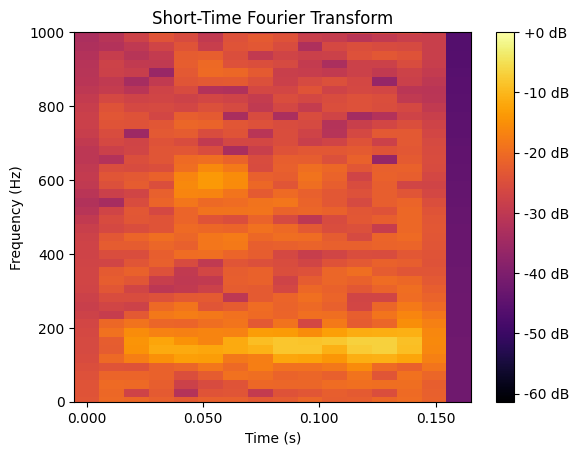 Short-Time Fourier Transform
1000
800
600
400
200
0
Frequency (Hz)
0.000
0.050
0.100
0.150
Time (s)
+0 dB
-10 dB
-20 dB
-30 dB
-40 dB
-50 dB
-60 dB